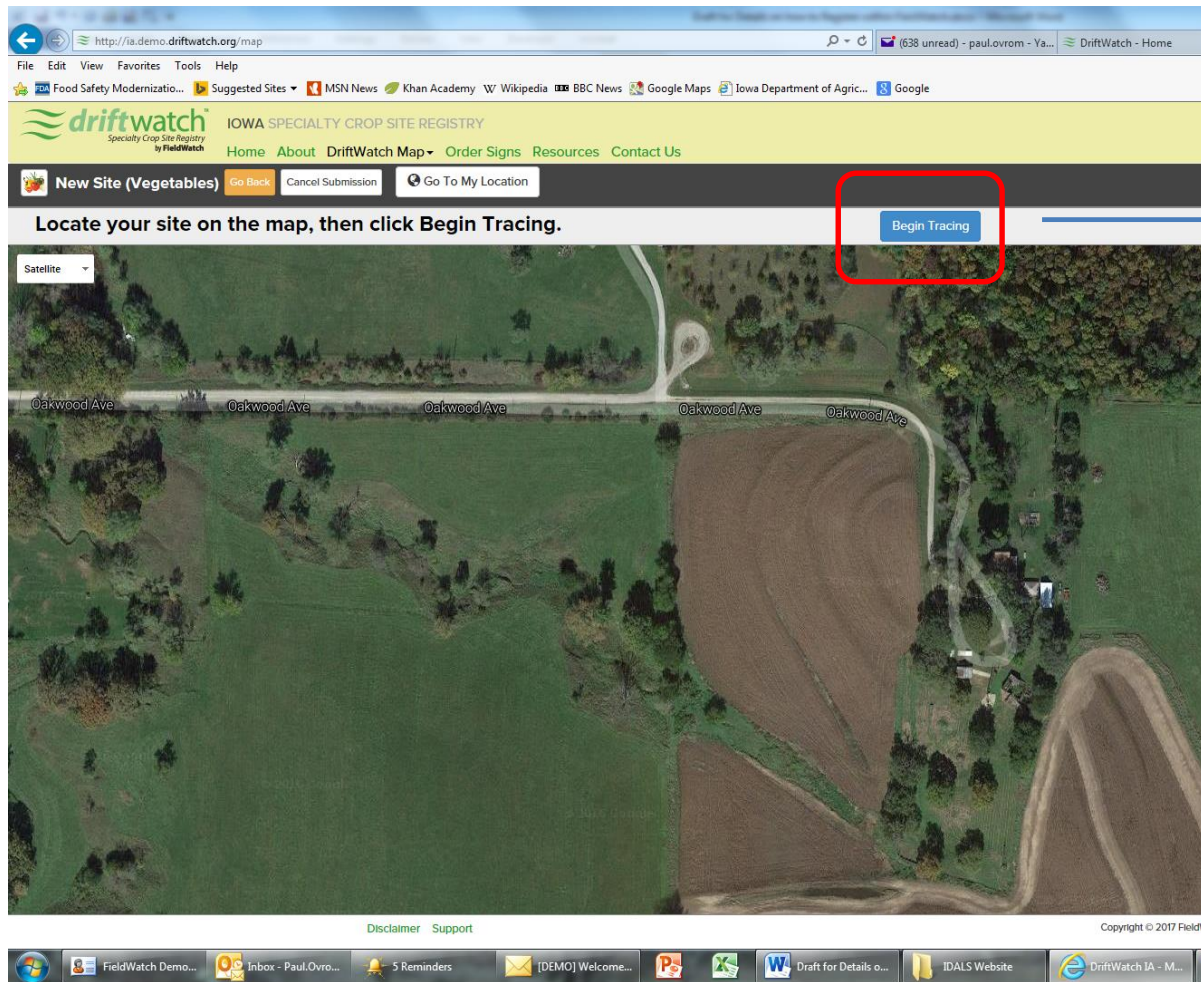 http://ia.demo.driftwatch.org/map
(638 unread) - paul.ovrom - Ya...
DriftWatch - Home
File Edit View Favorites Tools Help
FDA Food Safety Modernizatio... Suggested Sites MSN News Khan Academy W Wikipedia BBC BBC News Google Maps Iowa Department of Agric... 8 Google
driftwatch
Specialty Crop Site Registry
by FieldWatch
IOWA SPECIALTY CROP SITE REGISTRY
Home About DriftWatch Map Order Signs Resources Contact Us
New Site (Vegetables) Go Back Cancel Submission Go To My Location
Locate your site on the map, then click Begin Tracing. Begin Tracing
Satellite
Oakwood Ave Oakwood Ave Oakwood Ave Oakwood Ave Oakwood Ave
Disclaimer Support Copyright © 2017 Field
FieldWatch Demo... Inbox - Paul.Ovro... 5 Reminders [DEMO] Welcome... Draft for Details o... IDALS Website DriftWatch IA - M...